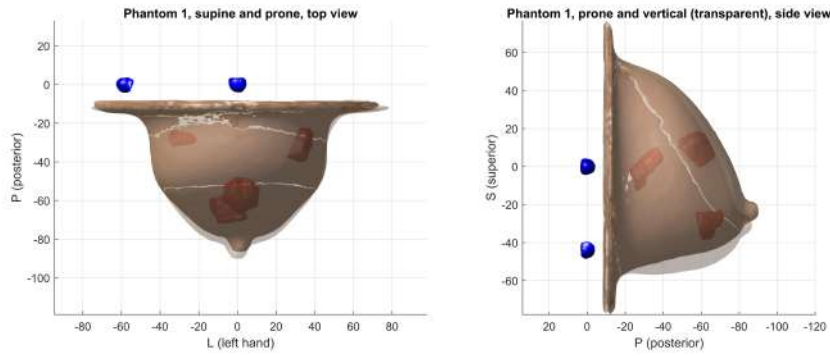 Phantom 1, supine and prone, top view
20
0
-20
-40
-60
-80
-100
P (posterior)
-80 -60 -40 -20 0 20 40 60 80
L (left hand)
Phantom 1, prone and vertical (transparent), side view
60
40
20
0
-20
-40
-60
S (superior)
20 0 -20 -40 -60 -80 -100 -120
P (posterior)